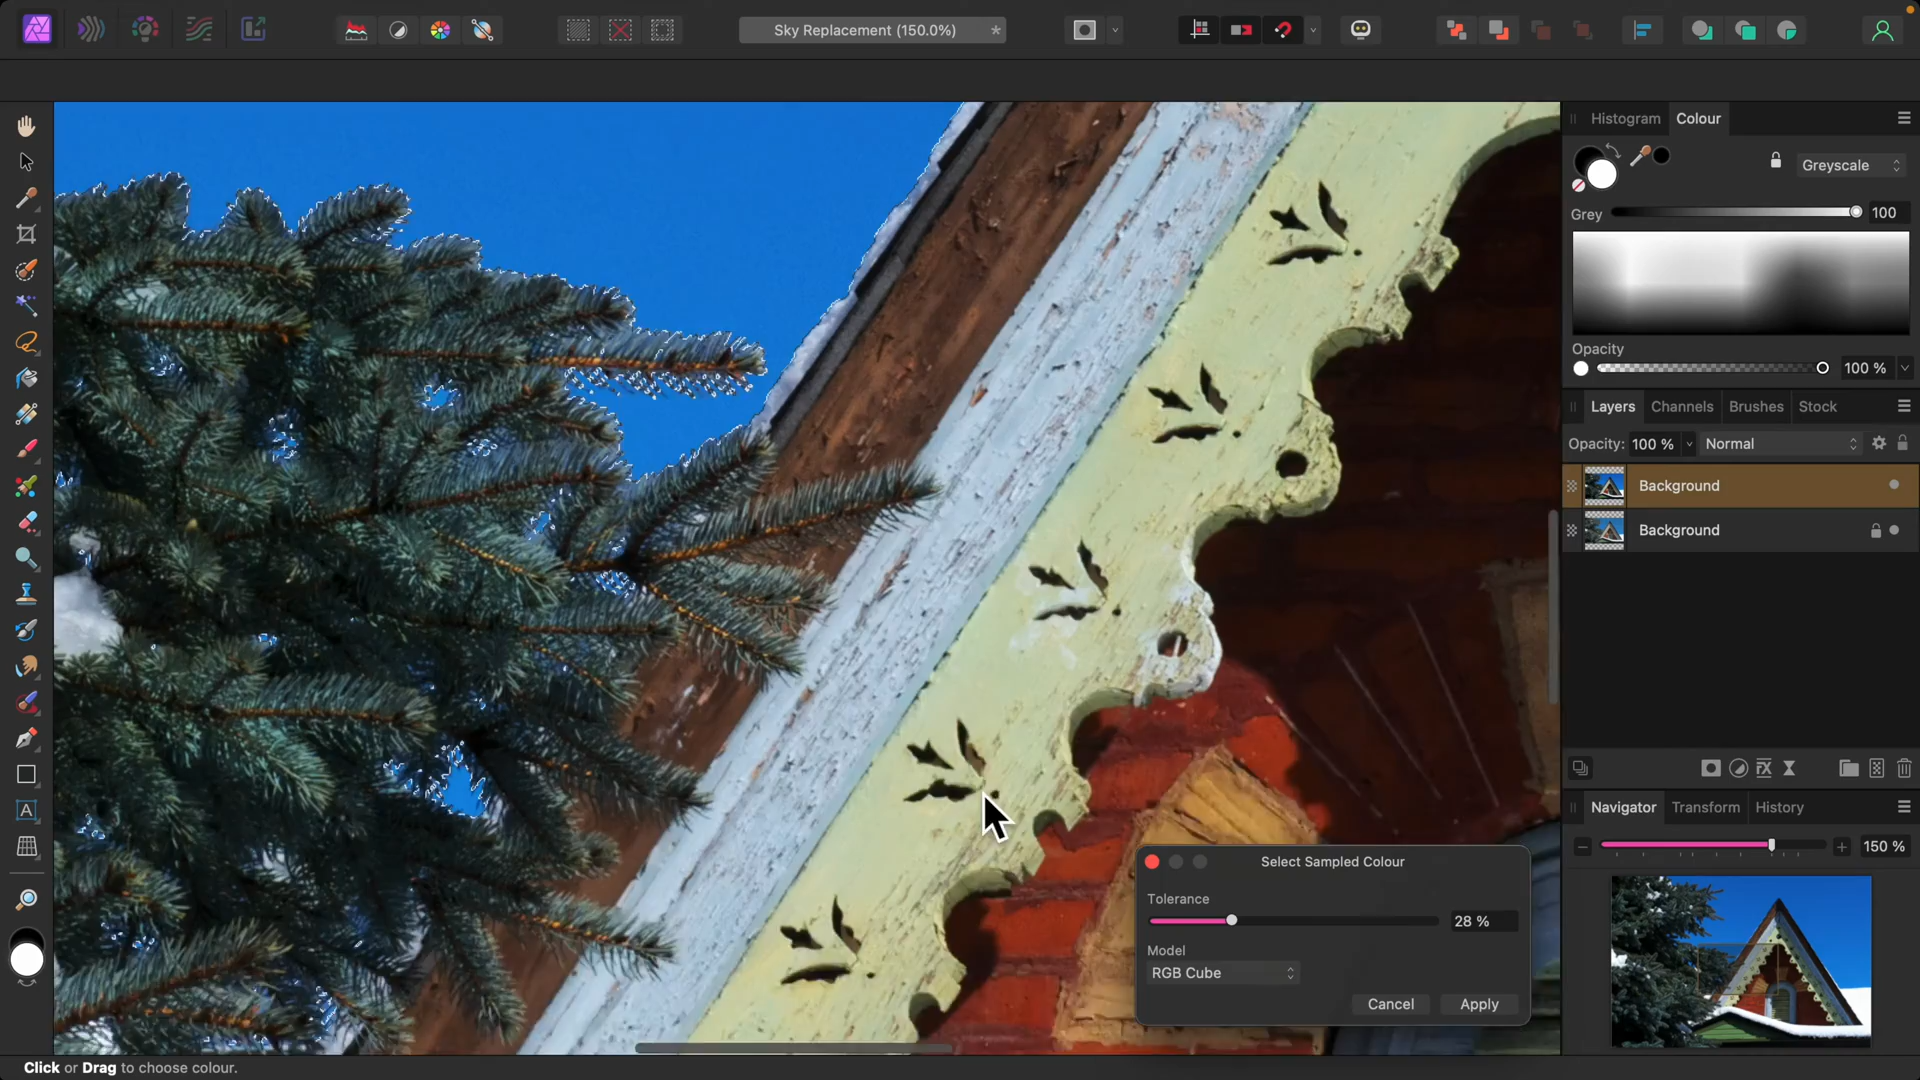 Sky Replacement (150.0%) *
Histogram
Colour
Greyscale
Grey
100
Opacity
100 %
Layers
Channels
Brushes
Stock
Opacity:
100 %
Normal
Background
Background
Navigator
Transform
History
150 %
Select Sampled Colour
Tolerance
28 %
Model
RGB Cube
Cancel
Apply
Click or Drag to choose colour.